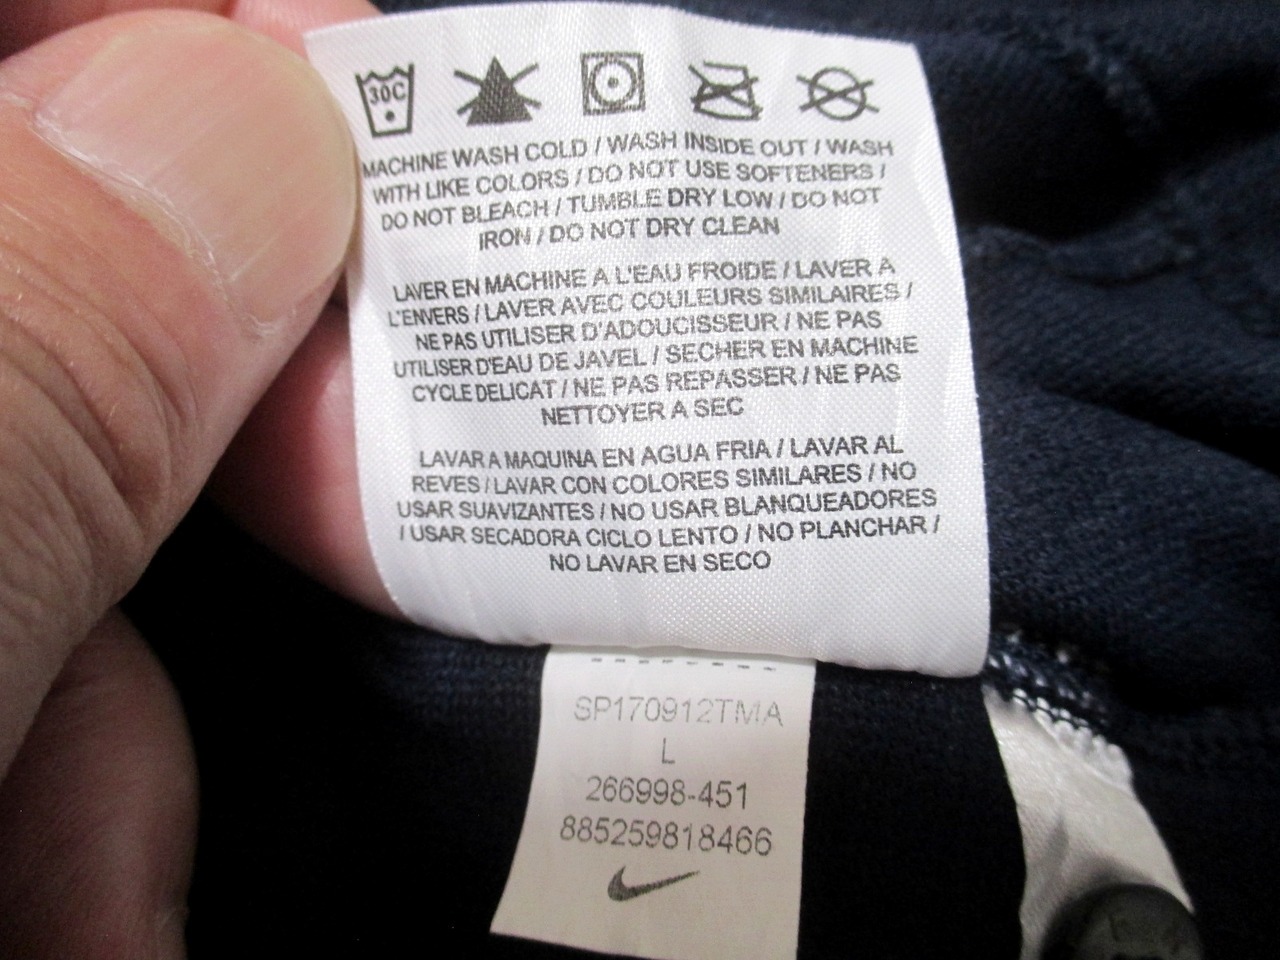 30C
MACHINE WASH COLD / WASH INSIDE OUT / WASH
WITH LIKE COLORS / DO NOT USE SOFTENERS /
DO NOT BLEACH / TUMBLE DRY LOW / DO NOT
IRON / DO NOT DRY CLEAN
LAVER EN MACHINE A L'EAU FROIDE / LAVER A
L'ENVERS / LAVER AVEC COULEURS SIMILAIRES /
NE PAS UTILISER D'ADOUCISSEUR / NE PAS
UTILISER D'EAU DE JAVEL / SECHER EN MACHINE
CYCLE DELICAT / NE PAS REPASSER / NE PAS
NETTOYER A SEC
LAVAR A MAQUINA EN AGUA FRIA / LAVAR AL
REVES / LAVAR CON COLORES SIMILARES / NO
USAR SUAVIZANTES / NO USAR BLANQUEADORES
/ USAR SECADORA CICLO LENTO / NO PLANCHAR /
NO LAVAR EN SECO
SP170912TMA
L
266998-451
885259818466